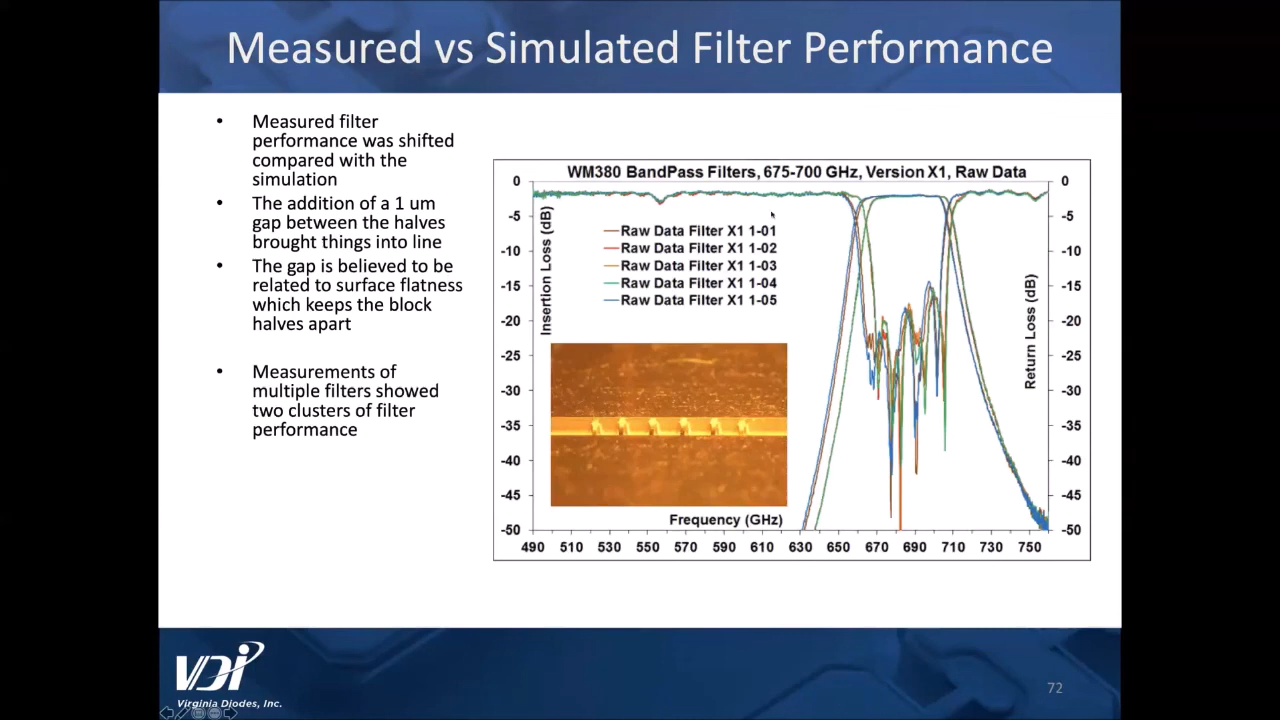 Measured vs Simulated Filter Performance
• Measured filter
performance was shifted
compared with the
simulation
• The addition of a 1 um
gap between the halves
brought things into line
• The gap is believed to be
related to surface flatness
which keeps the block
halves apart
• Measurements of
multiple filters showed
two clusters of filter
performance
WM380 BandPass Filters, 675-700 GHz, Version X1, Raw Data
0
-5
-10
-15
-20
-25
-30
-35
-40
-45
-50
Insertion Loss (dB)
Raw Data Filter X1 1-01
Raw Data Filter X1 1-02
Raw Data Filter X1 1-03
Raw Data Filter X1 1-04
Raw Data Filter X1 1-05
Return Loss (dB)
0
-5
-10
-15
-20
-25
-30
-35
-40
-45
-50
Frequency (GHz)
490 510 530 550 570 590 610 630 650 670 690 710 730 750
VDI
Virginia Diodes, Inc.
72